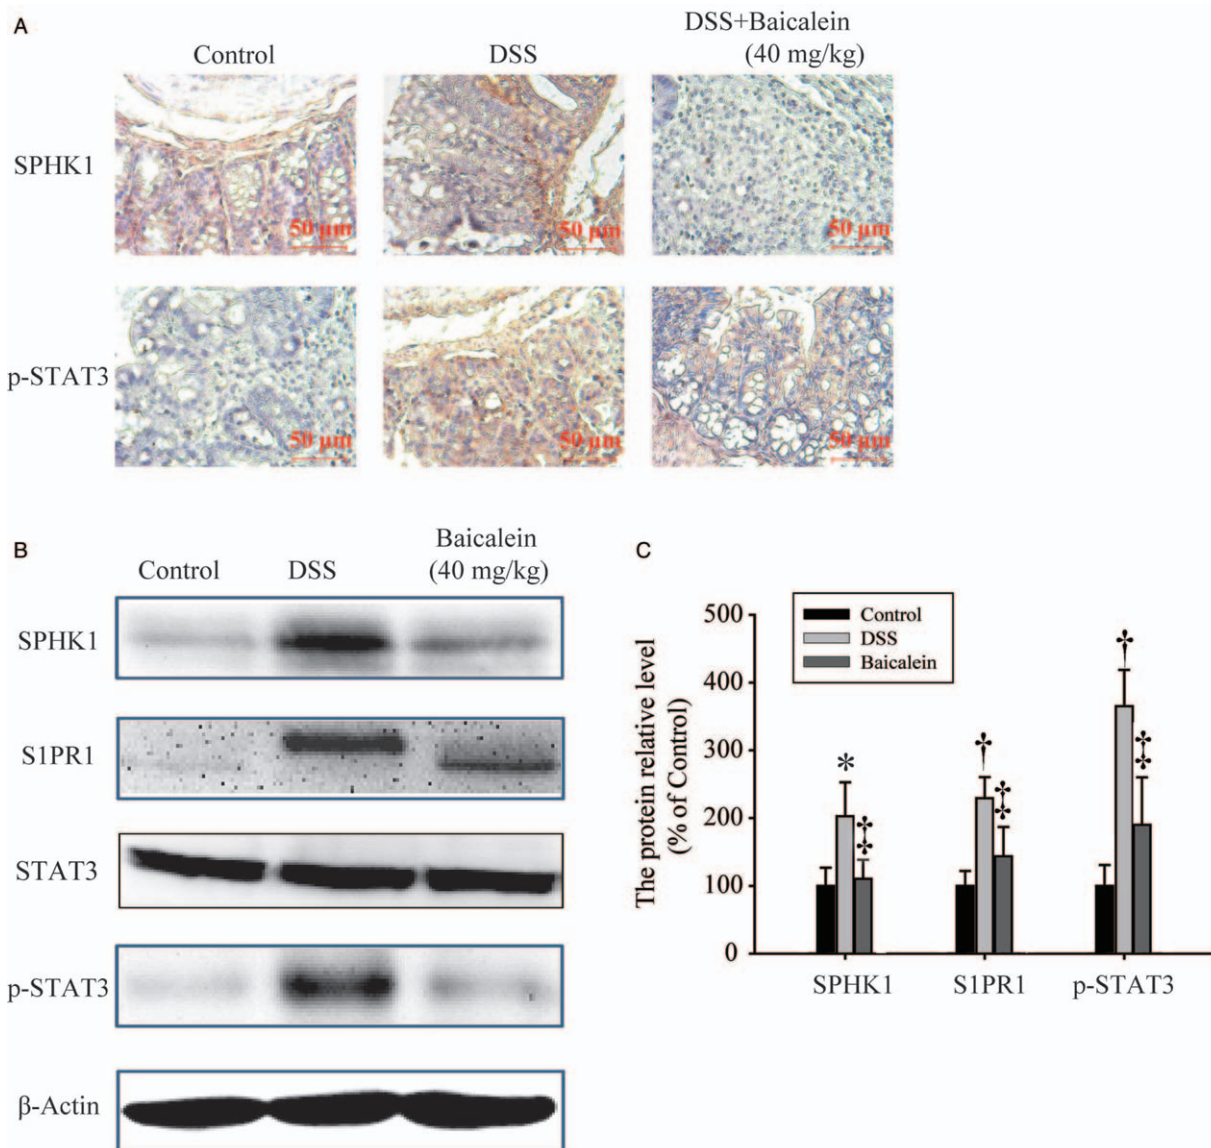 A
Control
DSS
DSS+Baicalein
(40 mg/kg)
SPHK1
50 μm
50 μm
50 μm
p-STAT3
50 μm
50 μm
50 μm
B
Control
DSS
Baicalein
(40 mg/kg)
SPHK1
S1PR1
STAT3
p-STAT3
β-Actin
C
The protein relative level
(% of Control)
500
400
300
200
100
0
Control
DSS
Baicalein
*
‡
†
‡
†
‡
SPHK1
S1PR1
p-STAT3